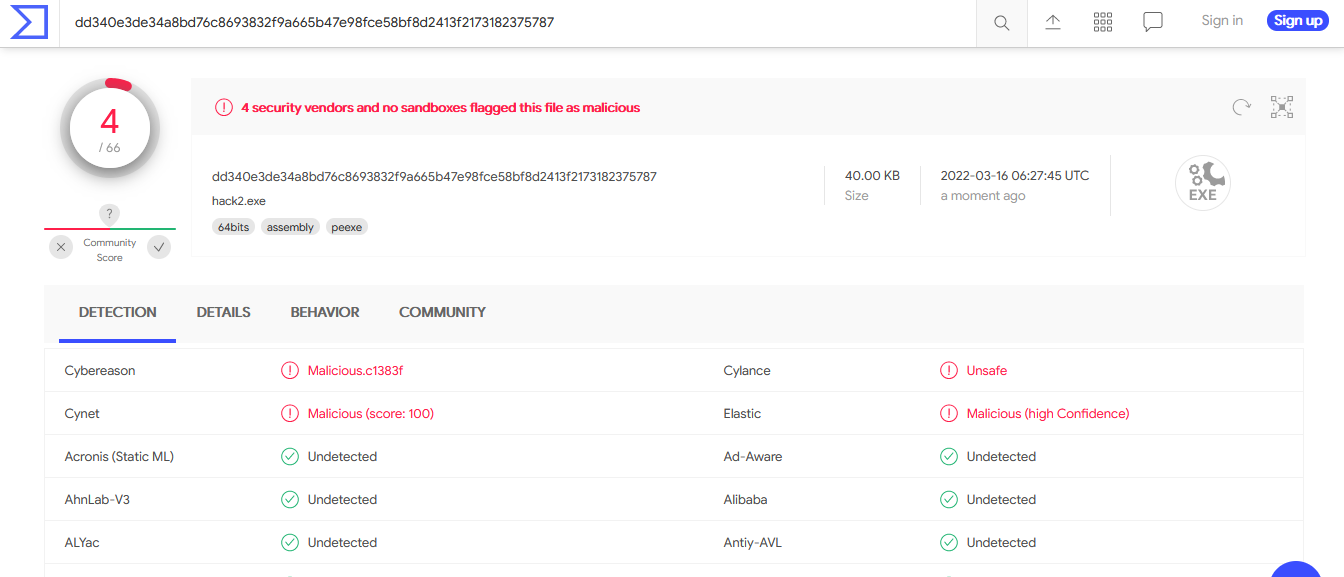 dd340e3de34a8bd76c8693832f9a665b47e98fce58bf8d2413f2173182375787
Sign in
Sign up
4
/ 66
?
Community
Score
4 security vendors and no sandboxes flagged this file as malicious
dd340e3de34a8bd76c8693832f9a665b47e98fce58bf8d2413f2173182375787
hack2.exe
64bits assembly peexe
40.00 KB
Size
2022-03-16 06:27:45 UTC
a moment ago
EXE
DETECTION DETAILS BEHAVIOR COMMUNITY
Cybereason Malicious.c1383f Cylance Unsafe
Cynet Malicious (score: 100) Elastic Malicious (high Confidence)
Acronis (Static ML) Undetected Ad-Aware Undetected
AhnLab-V3 Undetected Alibaba Undetected
ALYac Undetected Antiy-AVL Undetected